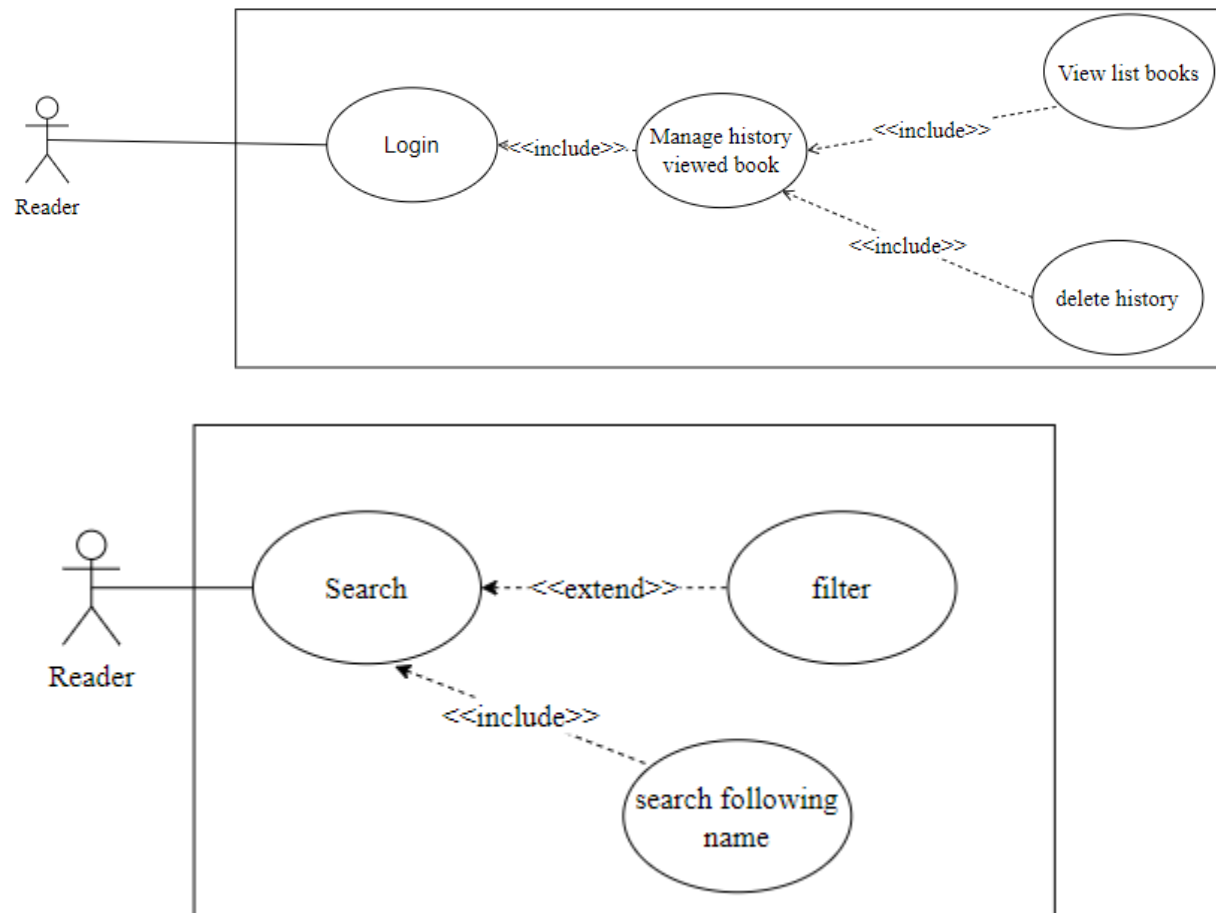 View list books
<<include>>
Login
<<include>>
Manage history
viewed book
Reader
<<include>>
delete history
Search
<<extend>>
filter
Reader
<<include>>
search following
name